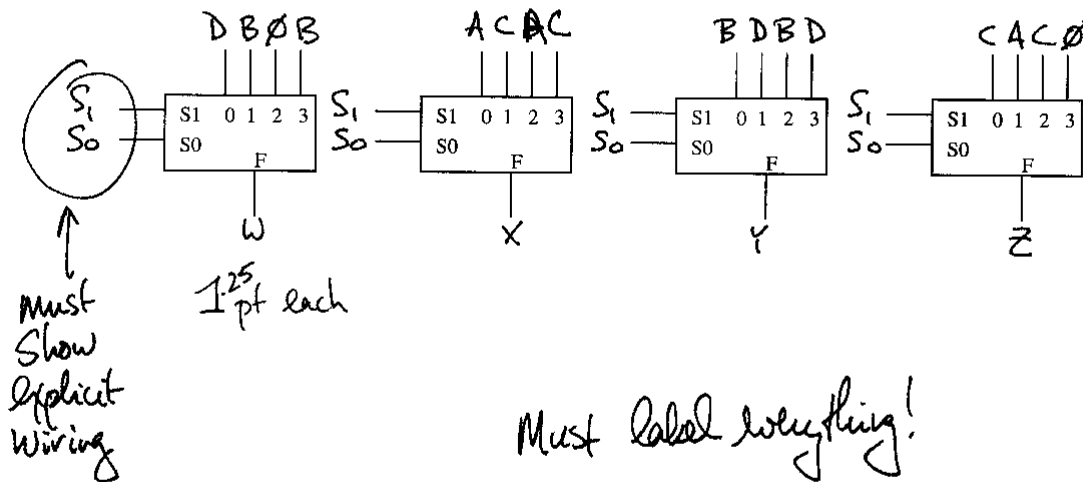 D B Ø B
A C A C
B D B D
C A C Ø
S1 S1 0 1 2 3
S0 S0
F
W
S1 S1 0 1 2 3
S0 S0
F
X
S1 S1 0 1 2 3
S0 S0
F
Y
S1 S1 0 1 2 3
S0 S0
F
Z
1.25 pt each
Must
Show
explicit
Wiring
Must label everything!